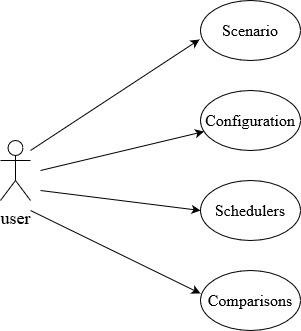 Scenario
Configuration
user
Schedulers
Comparisons